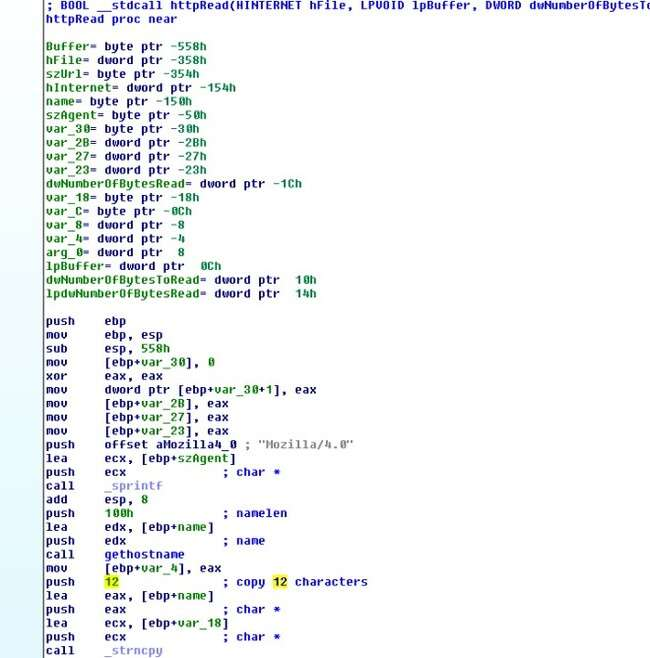 ; BOOL __stdcall httpRead(HINTERNET hFile, LPVOID lpBuffer, DWORD dwNumberOfBytesTo
httpRead proc near
Buffer= byte ptr -558h
hFile= dword ptr -358h
szUrl= byte ptr -354h
hInternet= dword ptr -154h
name= byte ptr -150h
szAgent= byte ptr -50h
var_30= byte ptr -30h
var_2B= dword ptr -2Bh
var_27= dword ptr -27h
var_23= dword ptr -23h
dwNumberOfBytesRead= dword ptr -1Ch
var_18= byte ptr -18h
var_C= byte ptr -0Ch
var_8= dword ptr -8
var_4= dword ptr -4
arg_0= dword ptr 8
lpBuffer= dword ptr 0Ch
dwNumberOfBytesToRead= dword ptr 10h
lpdwNumberOfBytesRead= dword ptr 14h
push ebp
mov ebp, esp
sub esp, 558h
mov [ebp+var_30], 0
xor eax, eax
mov dword ptr [ebp+var_30+1], eax
mov [ebp+var_2B], eax
mov [ebp+var_27], eax
mov [ebp+var_23], eax
push offset aMozilla4_0 ; "Mozilla/4.0"
lea ecx, [ebp+szAgent]
push ecx ; char *
call _sprintf
add esp, 8
push 100h ; namelen
lea edx, [ebp+name]
push edx ; name
call gethostname
mov [ebp+var_4], eax
push 12 ; copy 12 characters
lea eax, [ebp+name]
push eax ; char *
lea ecx, [ebp+var_18]
push ecx ; char *
call _strncpy